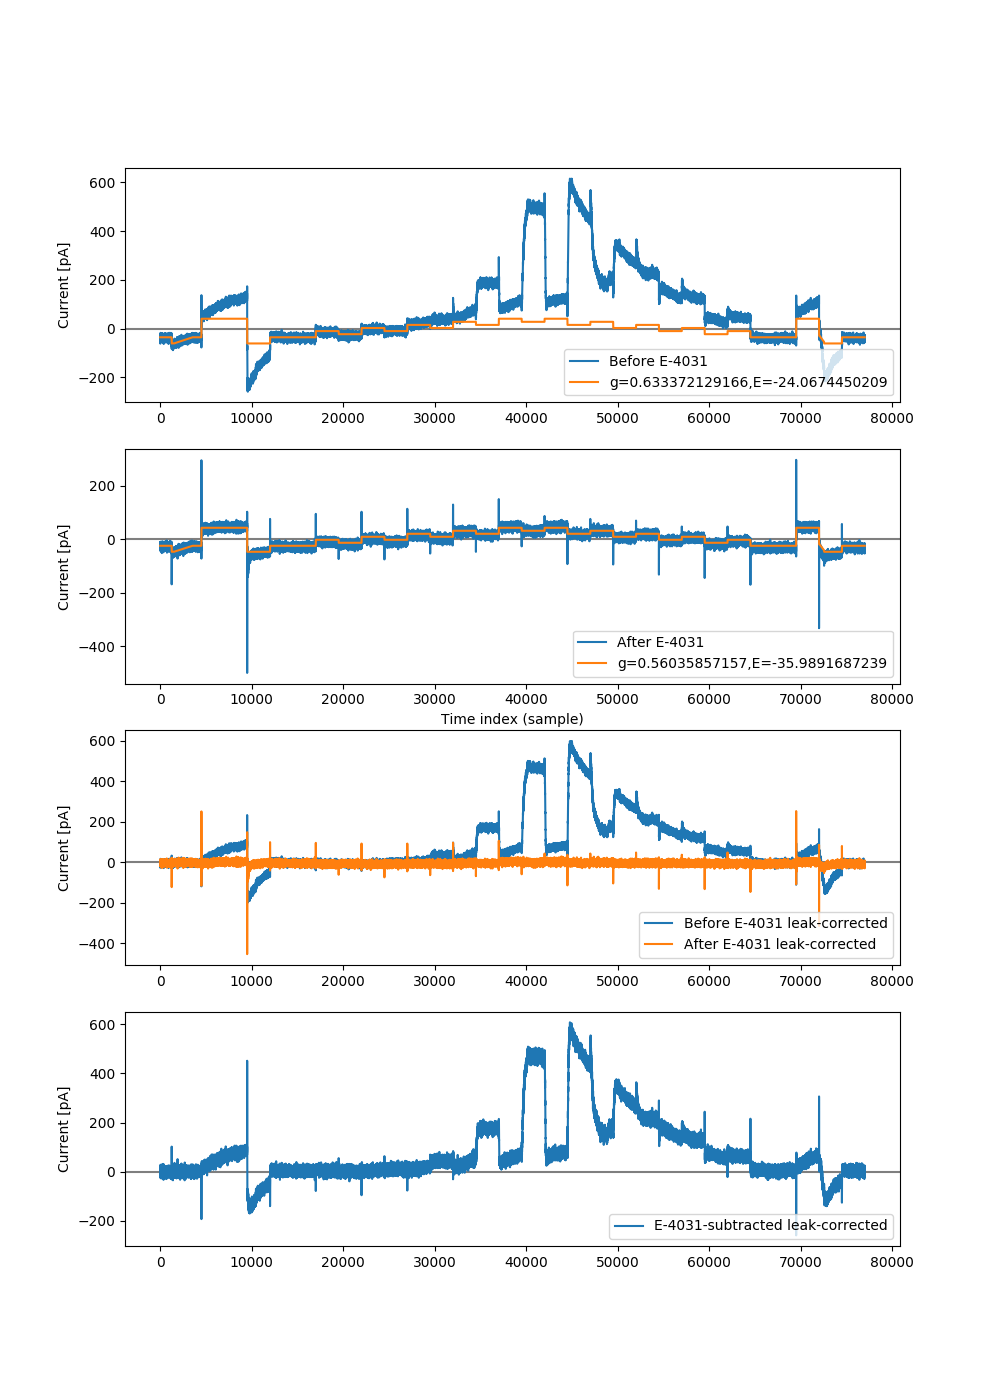 600
400
200
0
−200
Current [pA]
Before E-4031
g=0.633372129166,E=-24.0674450209
0 10000 20000 30000 40000 50000 60000 70000 80000
200
0
−200
−400
Current [pA]
After E-4031
g=0.56035857157,E=-35.9891687239
0 10000 20000 30000 40000 50000 60000 70000 80000
Time index (sample)
600
400
200
0
−200
−400
Current [pA]
Before E-4031 leak-corrected
After E-4031 leak-corrected
0 10000 20000 30000 40000 50000 60000 70000 80000
600
400
200
0
−200
Current [pA]
E-4031-subtracted leak-corrected
0 10000 20000 30000 40000 50000 60000 70000 80000